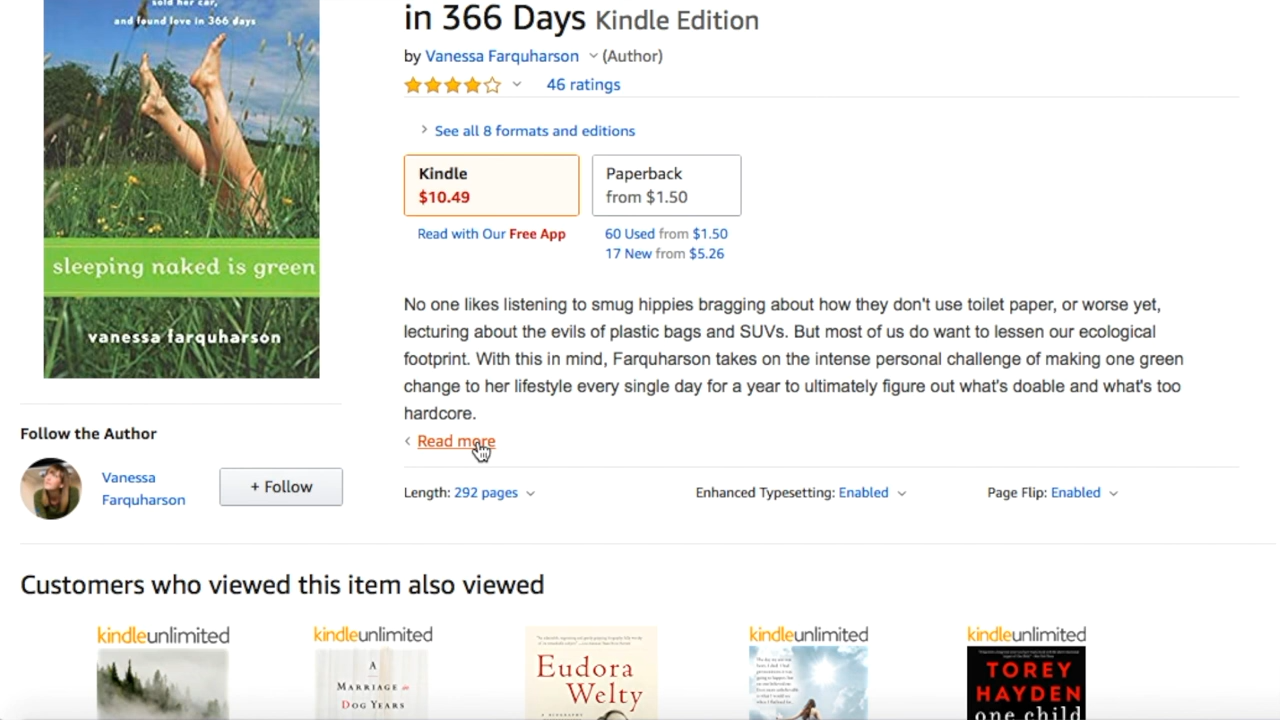 sold her car,
and found love in 366 days
sleeping naked is green
vanessa farquharson
in 366 Days Kindle Edition
by Vanessa Farquharson (Author)
46 ratings
See all 8 formats and editions
Kindle
$10.49
Paperback
from $1.50
Read with Our Free App
60 Used from $1.50
17 New from $5.26
No one likes listening to smug hippies bragging about how they don't use toilet paper, or worse yet,
lecturing about the evils of plastic bags and SUVs. But most of us do want to lessen our ecological
footprint. With this in mind, Farquharson takes on the intense personal challenge of making one green
change to her lifestyle every single day for a year to ultimately figure out what's doable and what's too
hardcore.
Read more
Length: 292 pages
Enhanced Typesetting: Enabled
Page Flip: Enabled
Follow the Author
Vanessa
Farquharson
+ Follow
Customers who viewed this item also viewed
kindleunlimited
kindleunlimited
A
MARRIAGE in
DOG YEARS
Eudora
Welty
A BIOGRAPHY
kindleunlimited
kindleunlimited
TOREY
HAYDEN
one child